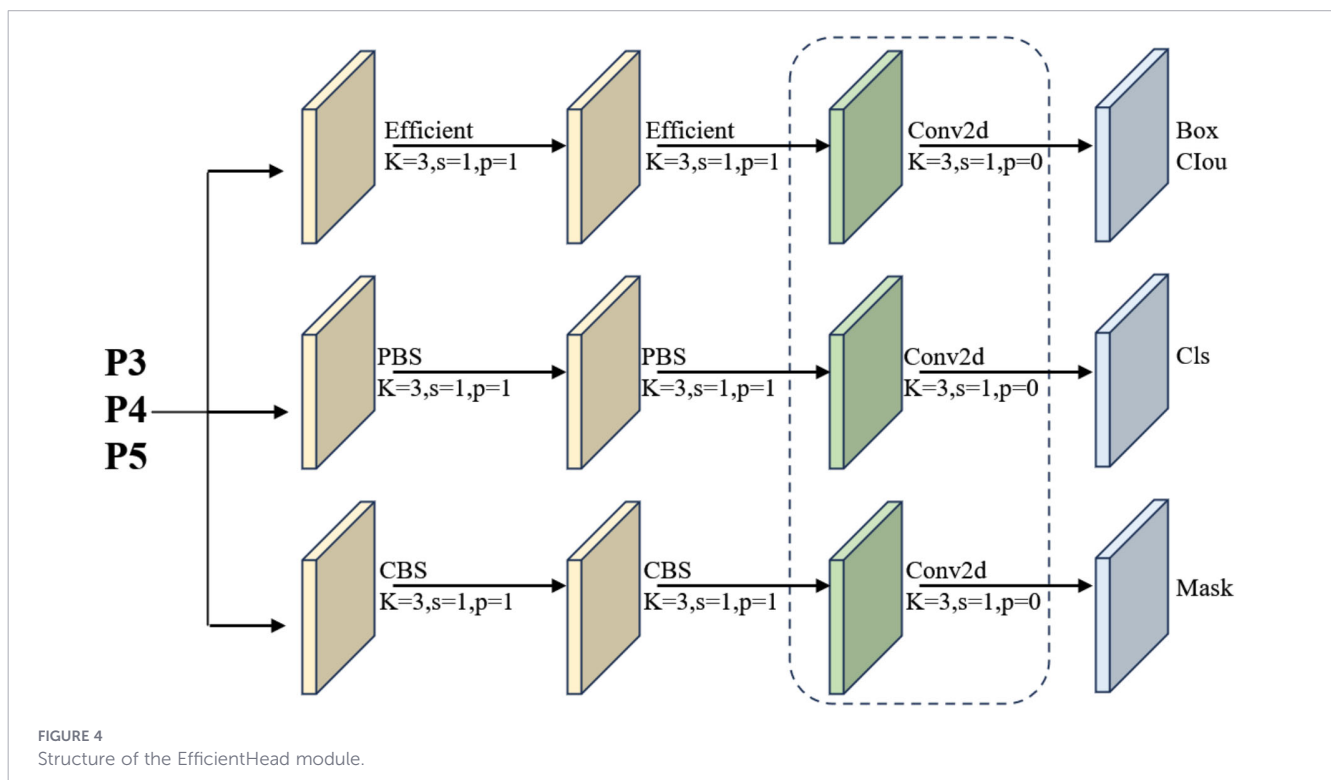 Efficient
K=3,s=1,p=1
Efficient
K=3,s=1,p=1
Conv2d
K=3,s=1,p=0
Box
CIou
P3
P4
P5
PBS
K=3,s=1,p=1
PBS
K=3,s=1,p=1
Conv2d
K=3,s=1,p=0
Cls
CBS
K=3,s=1,p=1
CBS
K=3,s=1,p=1
Conv2d
K=3,s=1,p=0
Mask
FIGURE 4
Structure of the EfficientHead module.